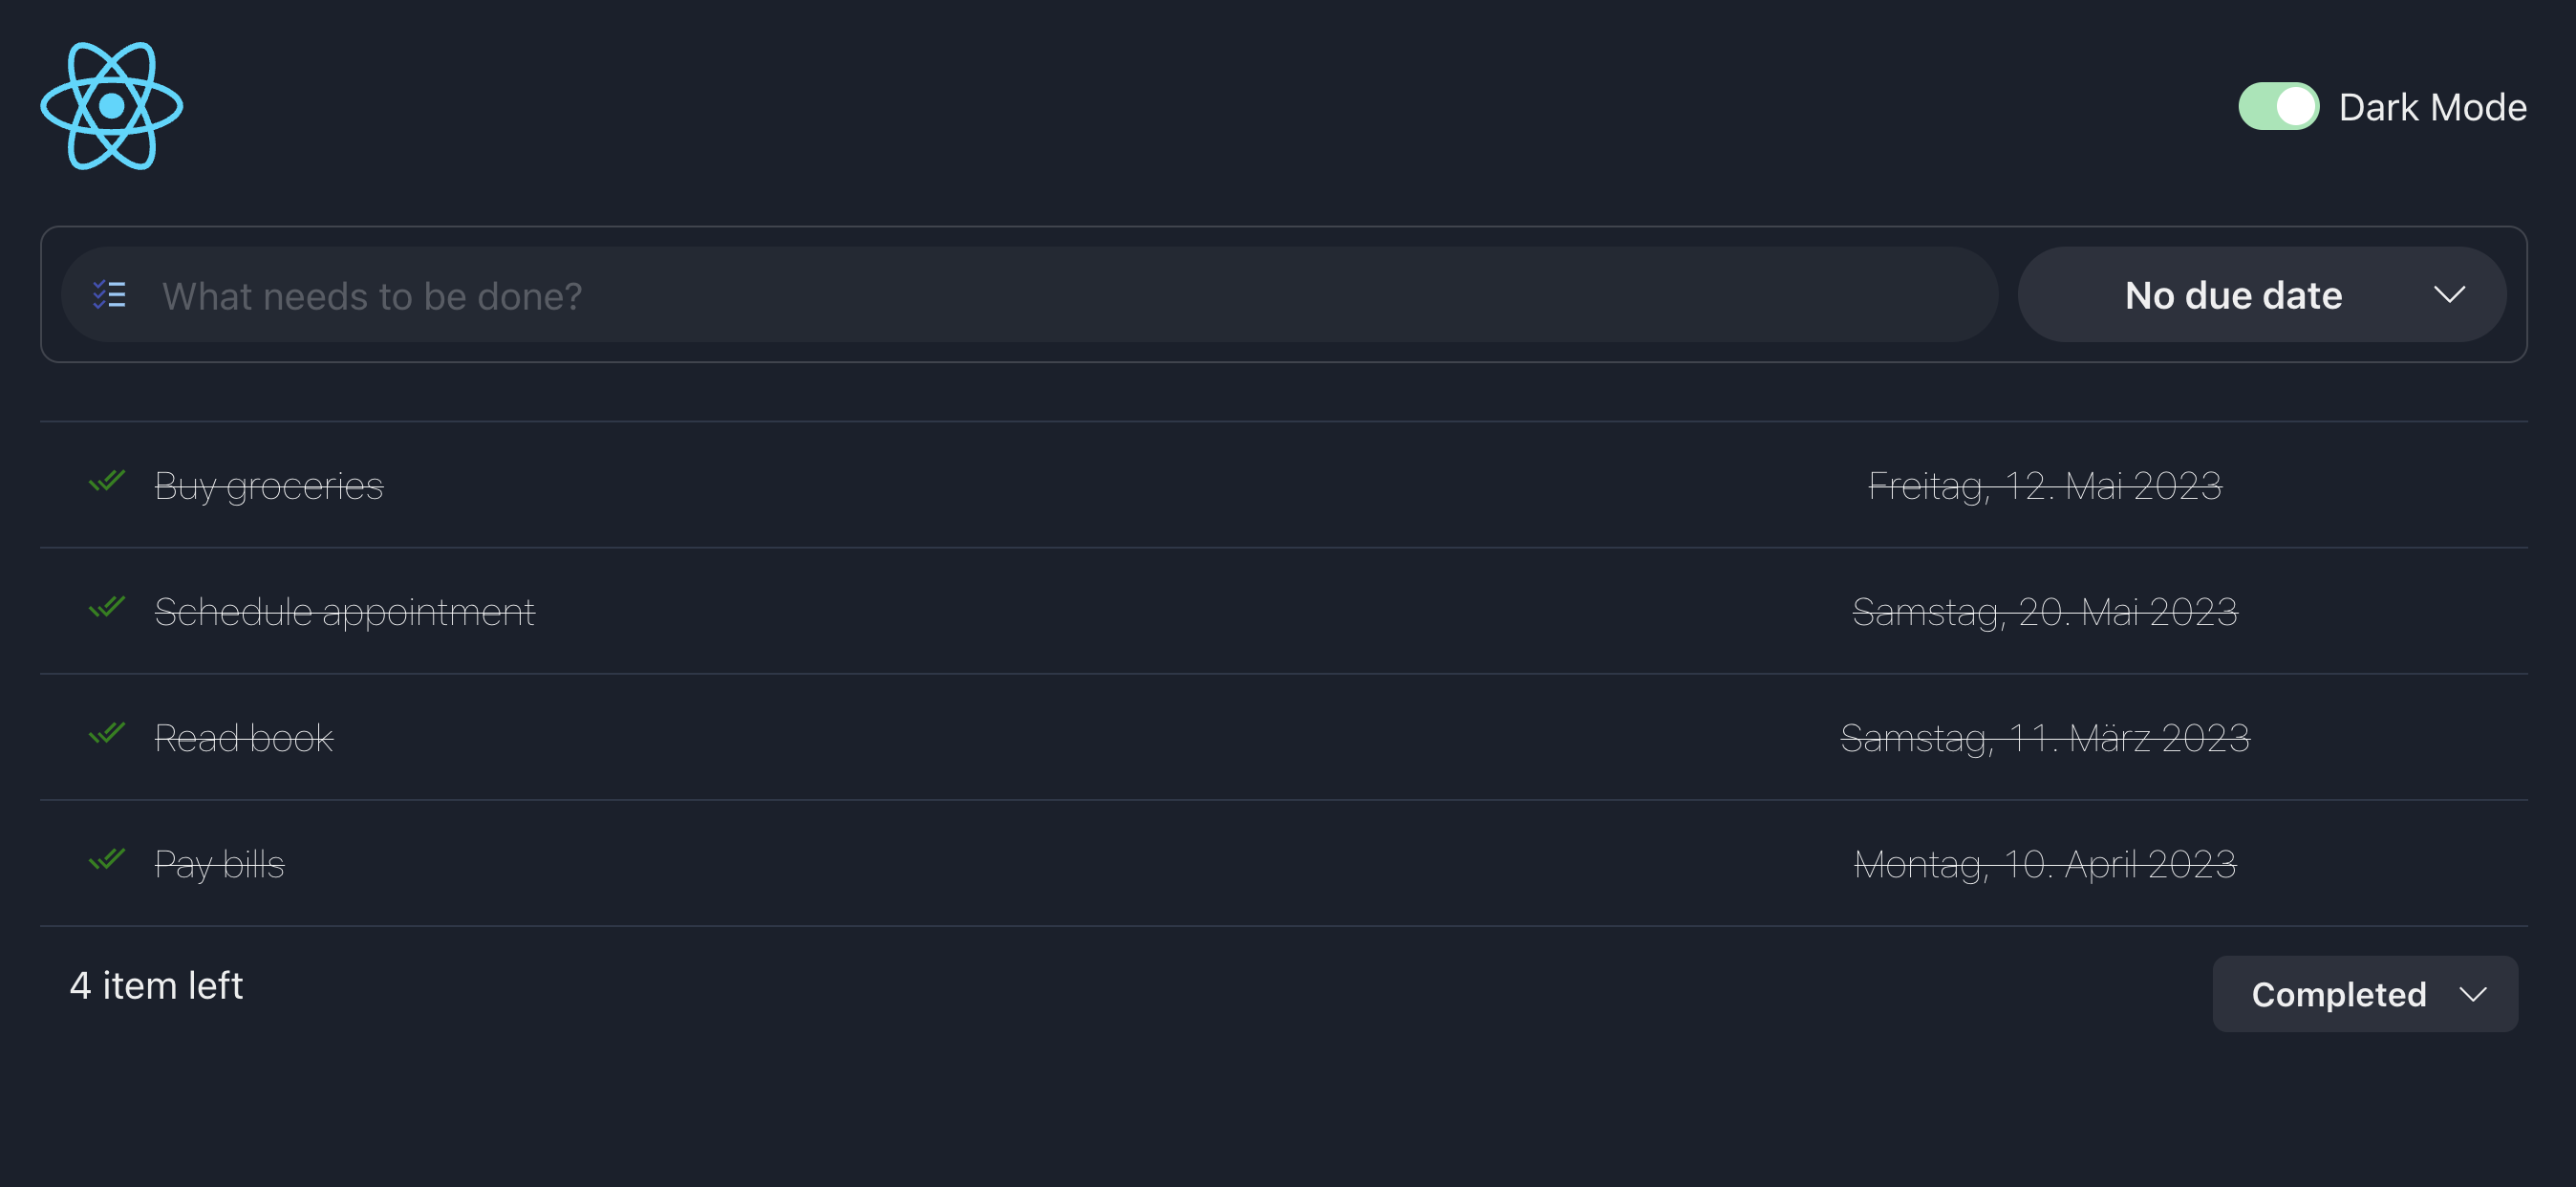 Dark Mode
What needs to be done?
No due date
Buy groceries
Freitag, 12. Mai 2023
Schedule appointment
Samstag, 20. Mai 2023
Read book
Samstag, 11. März 2023
Pay bills
Montag, 10. April 2023
4 item left
Completed